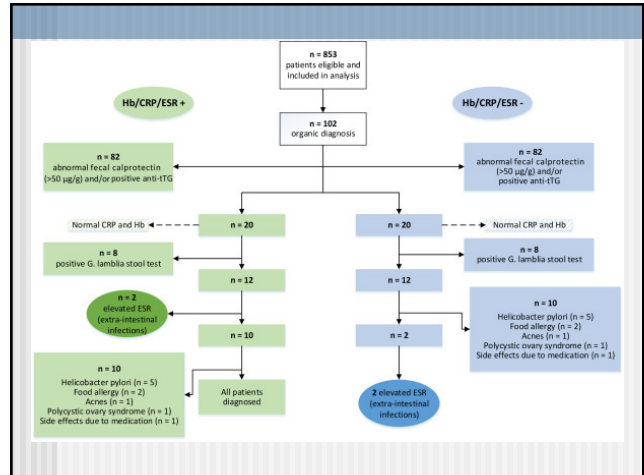 n = 853
patients eligible and
included in analysis
Hb/CRP/ESR +
Hb/CRP/ESR -
n = 102
organic diagnosis
n = 82
abnormal fecal calprotectin
(>50 µg/g) and/or positive anti-tTG
n = 82
abnormal fecal calprotectin
(>50 µg/g) and/or
positive anti-tTG
Normal CRP and Hb
n = 20
n = 20
Normal CRP and Hb
n = 8
positive G. lamblia stool test
n = 8
positive G. lamblia stool test
n = 12
n = 12
n = 2
elevated ESR
(extra-intestinal
infections)
n = 10
Helicobacter pylori (n = 5)
Food allergy (n = 2)
Acnes (n = 1)
Polycystic ovary syndrome (n = 1)
Side effects due to medication (n = 1)
n = 10
n = 2
n = 10
Helicobacter pylori (n = 5)
Food allergy (n = 2)
Acnes (n = 1)
Polycystic ovary syndrome (n = 1)
Side effects due to medication (n = 1)
All patients
diagnosed
2 elevated ESR
(extra-intestinal
infections)